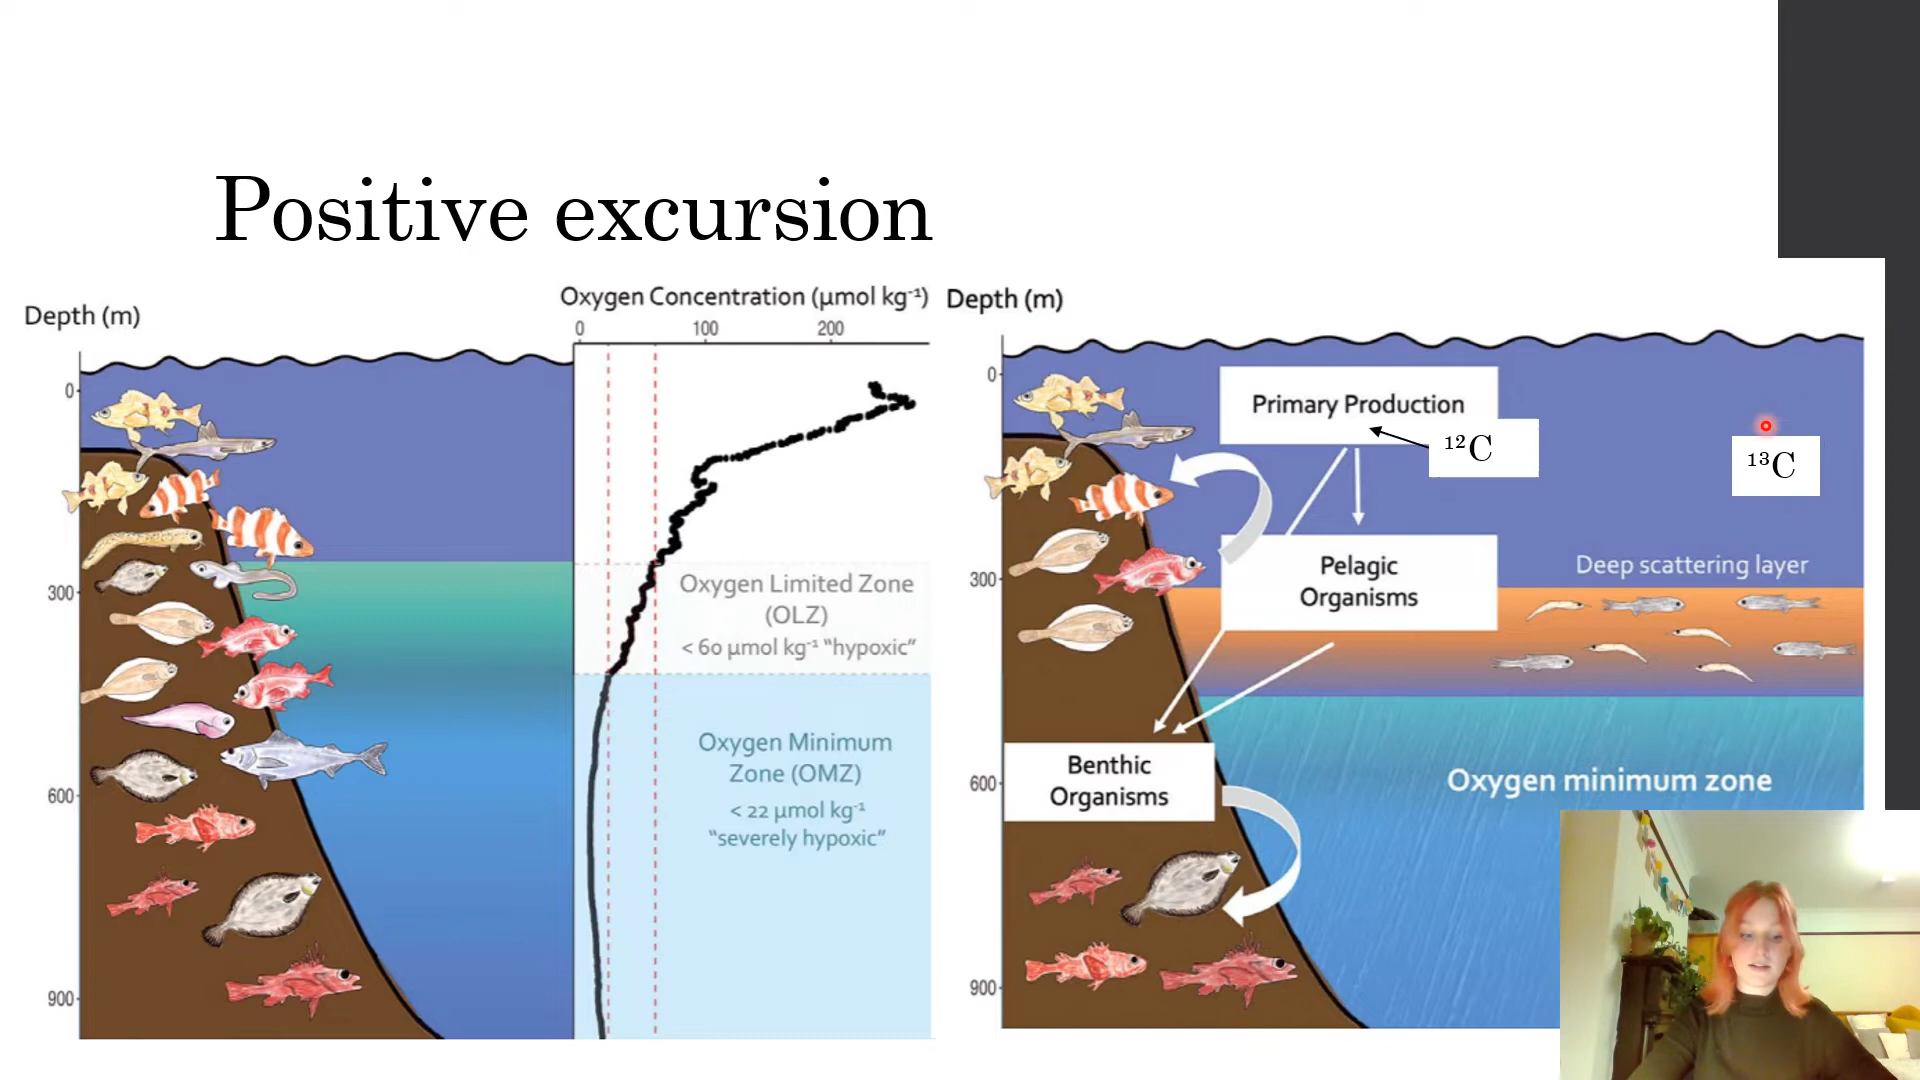 Positive excursion
Depth (m)
Oxygen Concentration (µmol kg⁻¹)
0
100
200
0
300
600
900
Oxygen Limited Zone
(OLZ)
< 60 µmol kg⁻¹ “hypoxic”
Oxygen Minimum
Zone (OMZ)
< 22 µmol kg⁻¹
“severely hypoxic”
Depth (m)
0
300
600
900
Primary Production
¹²C
¹³C
Pelagic
Organisms
Deep scattering layer
Benthic
Organisms
Oxygen minimum zone